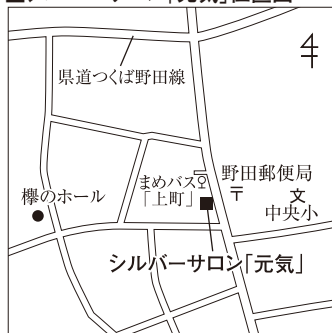 県道つくば野田線
野田郵便局
〒
まめバス
「上町」
文
中央小
欅のホール
シルバーサロン「元気」